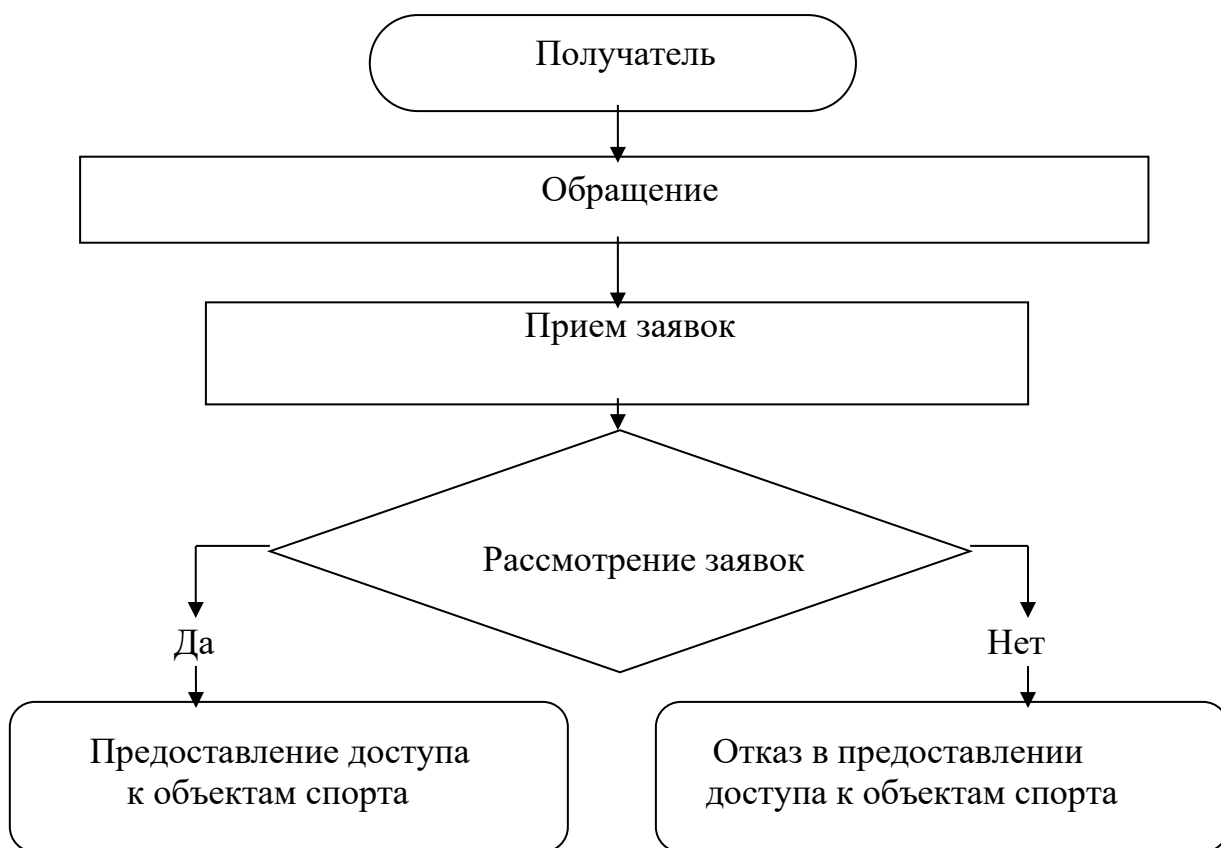 Получатель
Обращение
Прием заявок
Рассмотрение заявок
Да
Нет
Предоставление доступа
к объектам спорта
Отказ в предоставлении
доступа к объектам спорта